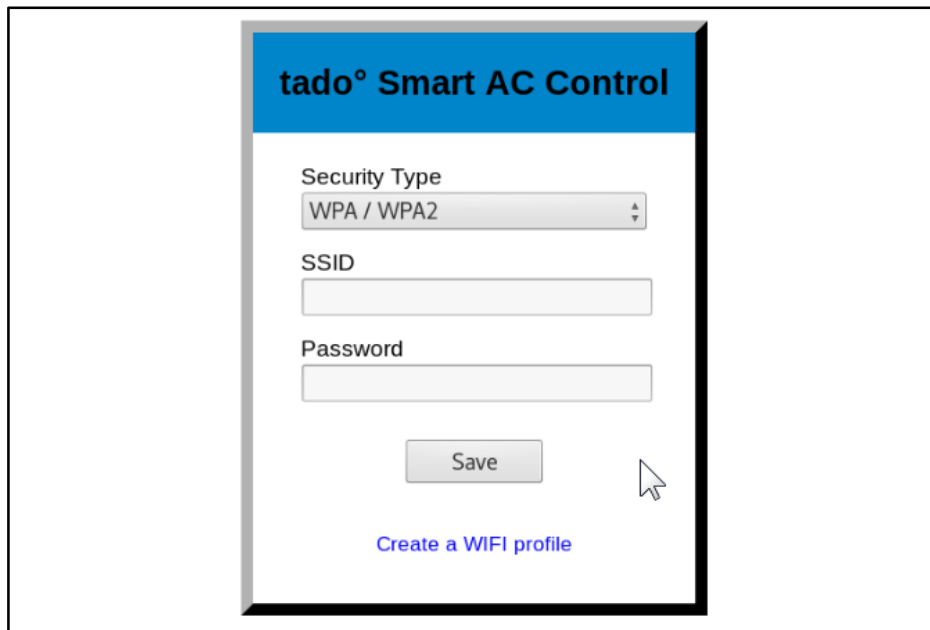 tado° Smart AC Control
Security Type
WPA / WPA2
SSID
Password
Save
Create a WIFI profile